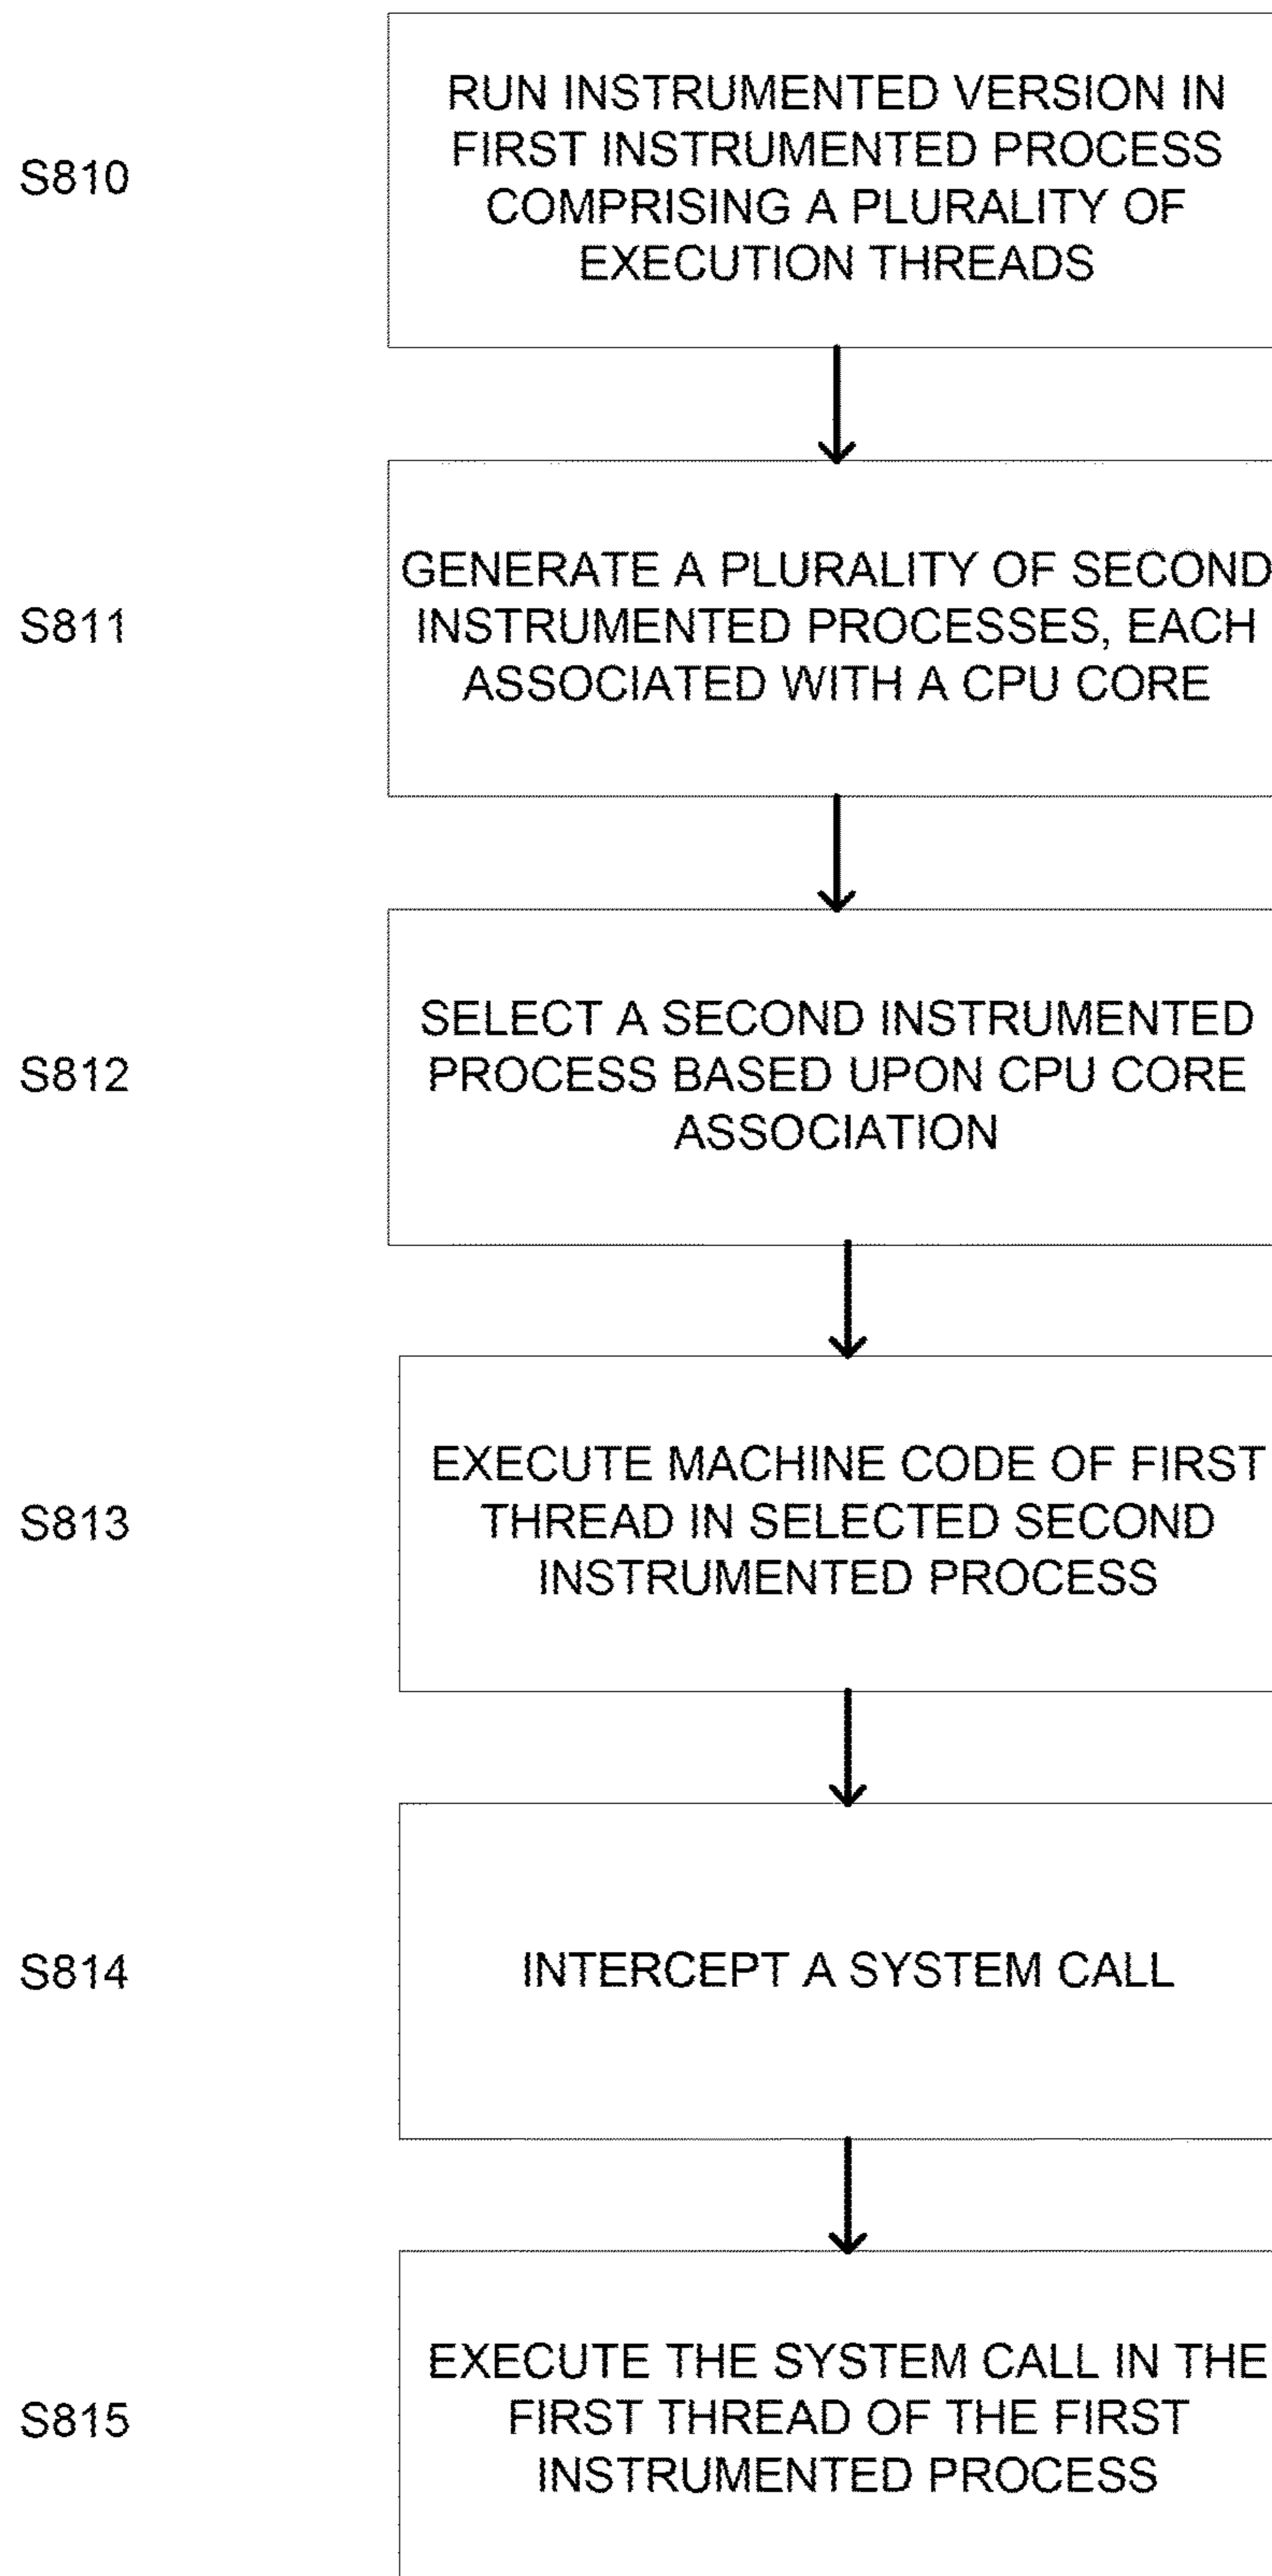 S810
RUN INSTRUMENTED VERSION IN
FIRST INSTRUMENTED PROCESS
COMPRISING A PLURALITY OF
EXECUTION THREADS
S811
GENERATE A PLURALITY OF SECOND
INSTRUMENTED PROCESSES, EACH
ASSOCIATED WITH A CPU CORE
S812
SELECT A SECOND INSTRUMENTED
PROCESS BASED UPON CPU CORE
ASSOCIATION
S813
EXECUTE MACHINE CODE OF FIRST
THREAD IN SELECTED SECOND
INSTRUMENTED PROCESS
S814
INTERCEPT A SYSTEM CALL
S815
EXECUTE THE SYSTEM CALL IN THE
FIRST THREAD OF THE FIRST
INSTRUMENTED PROCESS